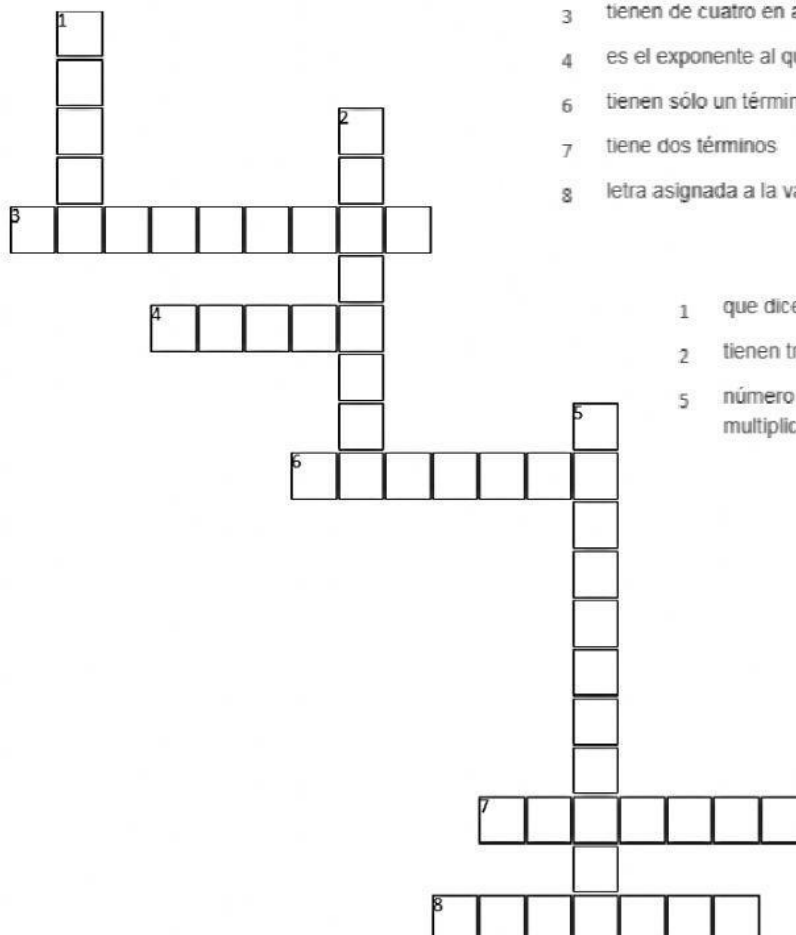 3 tienen de cuatro en a
4 es el exponente al qu
6 tienen sólo un términ
7 tiene dos términos
8 letra asignada a la va
1 que dice
2 tienen tr
5 número
multiplic
1
2
3
4
5
6
7
8